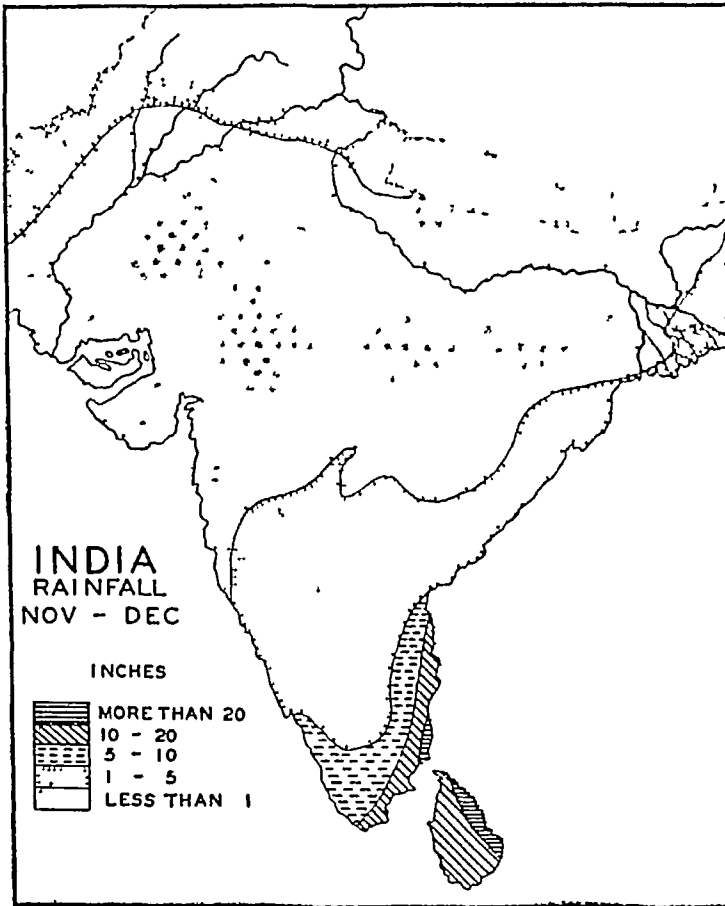 INDIA
RAINFALL
NOV - DEC
INCHES
MORE THAN 20
10 - 20
5 - 10
1 - 5
LESS THAN 1